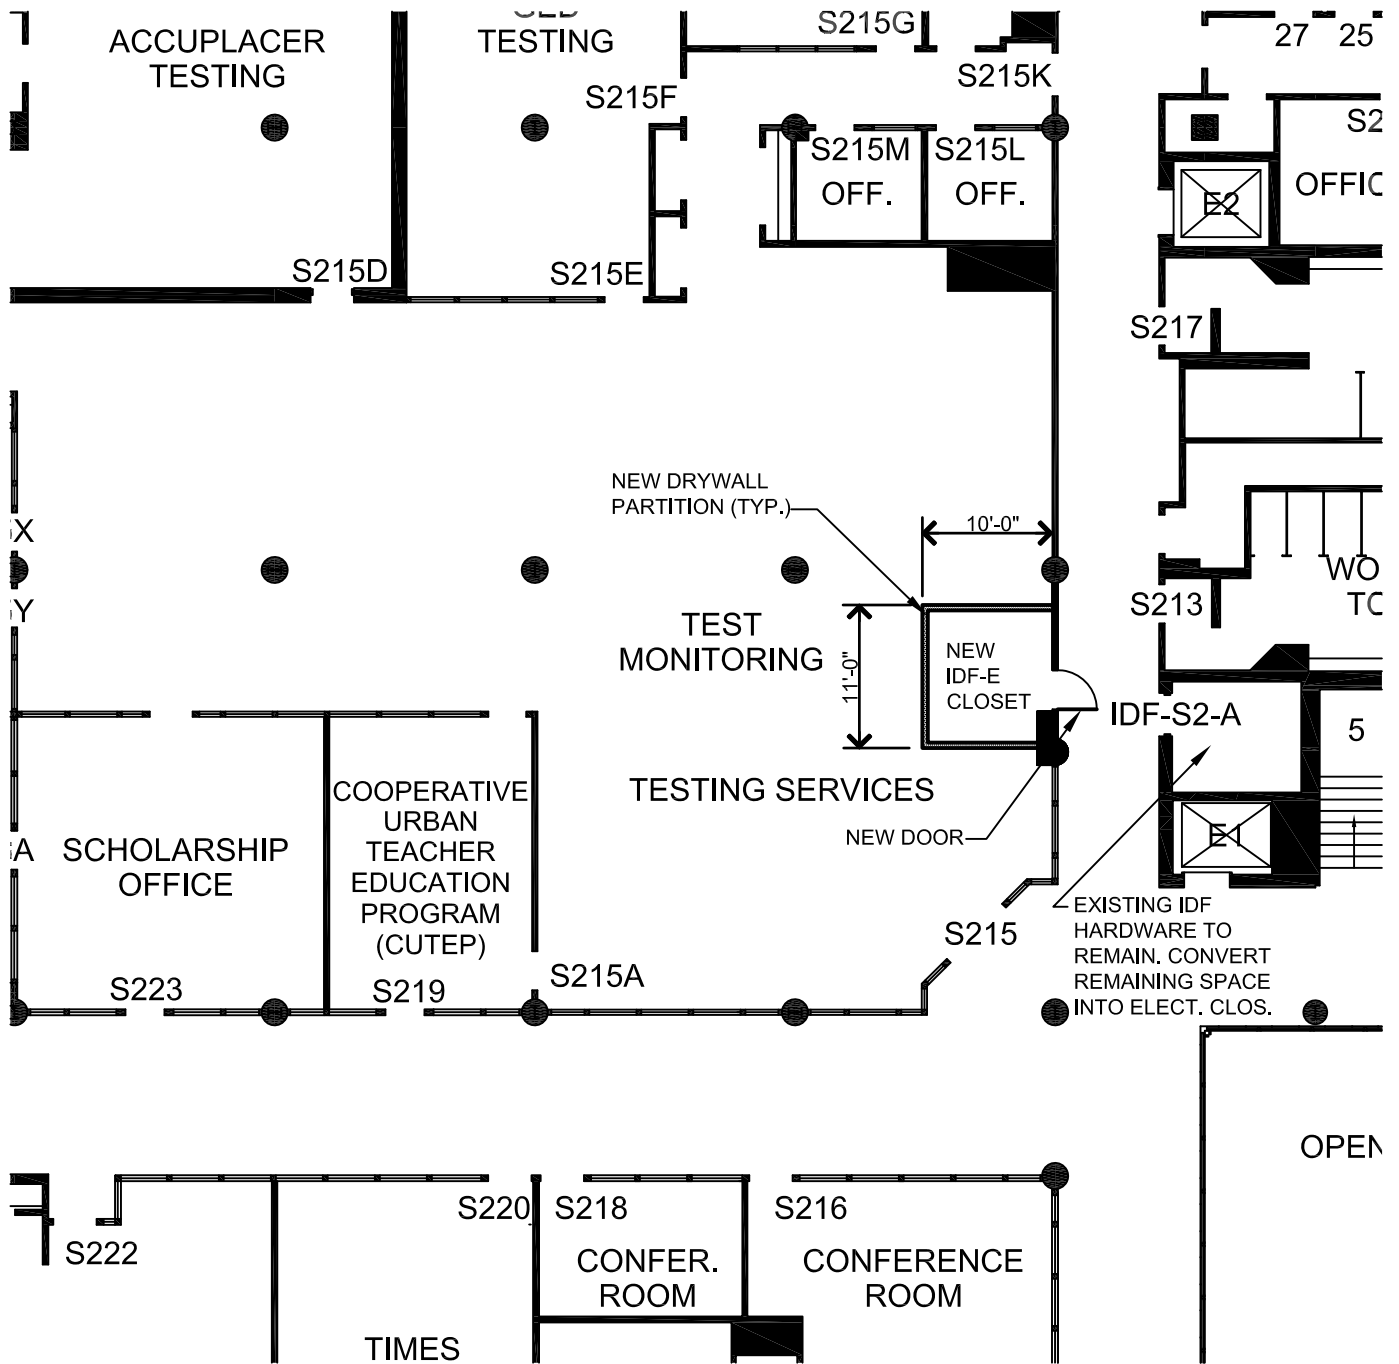 ACCUPLACER
TESTING
TESTING
S215G
27
25
S215K
S215F
S215M
OFF.
S215L
OFF.
E2
S215D
S215E
S217
NEW DRYWALL
PARTITION (TYP.)
10'-0"
S213
TEST
MONITORING
11'-0"
NEW
IDF-E
CLOSET
IDF-S2-A
5
TESTING SERVICES
NEW DOOR
E1
COOPERATIVE
URBAN
TEACHER
EDUCATION
PROGRAM
(CUTEP)
SCHOLARSHIP
OFFICE
EXISTING IDF
HARDWARE TO
REMAIN. CONVERT
REMAINING SPACE
INTO ELECT. CLOS.
S215
S215A
S223
S219
OPEN
S220
S218
S216
S222
CONFER.
ROOM
CONFERENCE
ROOM
TIMES